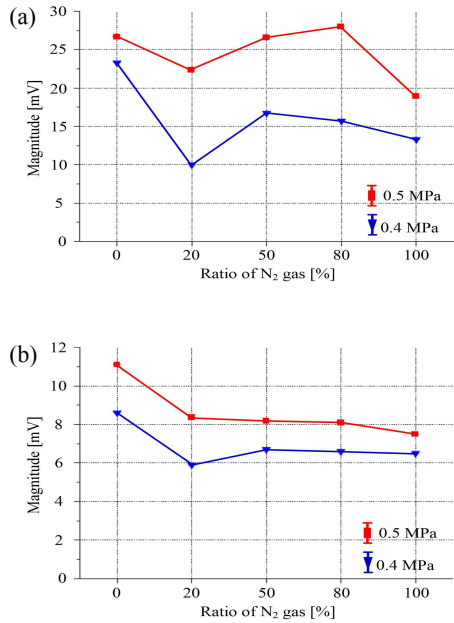 (a)
30
25
20
15
10
5
0
Magnitude [mV]
0.5 MPa
0.4 MPa
0 20 50 80 100
Ratio of N₂ gas [%]
(b)
12
10
8
6
4
2
0
Magnitude [mV]
0.5 MPa
0.4 MPa
0 20 50 80 100
Ratio of N₂ gas [%]